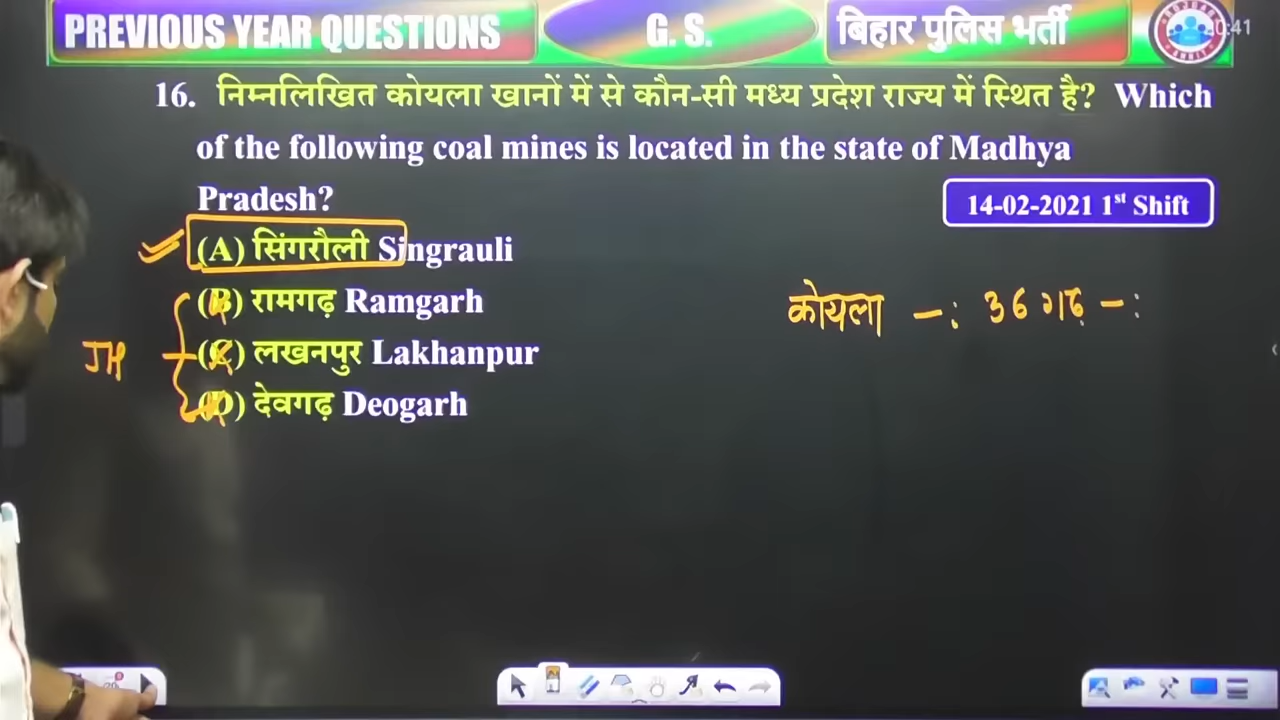 PREVIOUS YEAR QUESTIONS
G. S.
बिहार पुलिस भर्ती
16. निम्नलिखित कोयला खानों में से कौन-सी मध्य प्रदेश राज्य में स्थित है? Which
of the following coal mines is located in the state of Madhya
Pradesh?
14-02-2021 1st Shift
(A) सिंगरौली Singrauli
(B) रामगढ़ Ramgarh
(C) लखनपुर Lakhanpur
(D) देवगढ़ Deogarh
JH
कोयला -: 36 गढ़ -: